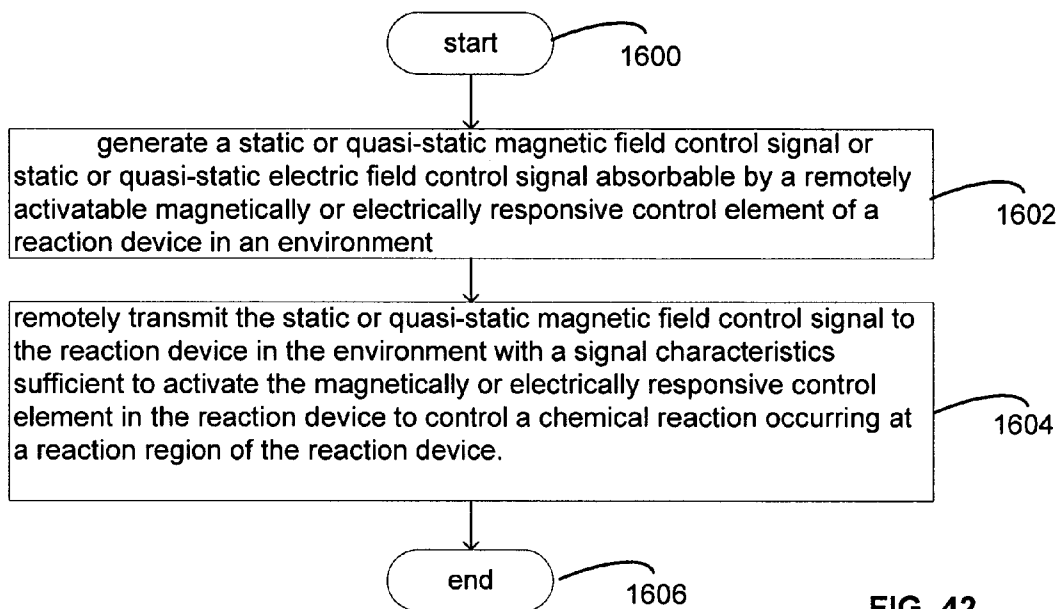 start
1600
generate a static or quasi-static magnetic field control signal or
static or quasi-static electric field control signal absorbable by a remotely
activatable magnetically or electrically responsive control element of a
reaction device in an environment
1602
remotely transmit the static or quasi-static magnetic field control signal to
the reaction device in the environment with a signal characteristics
sufficient to activate the magnetically or electrically responsive control
element in the reaction device to control a chemical reaction occurring at
a reaction region of the reaction device.
1604
end
1606
FIG. 42